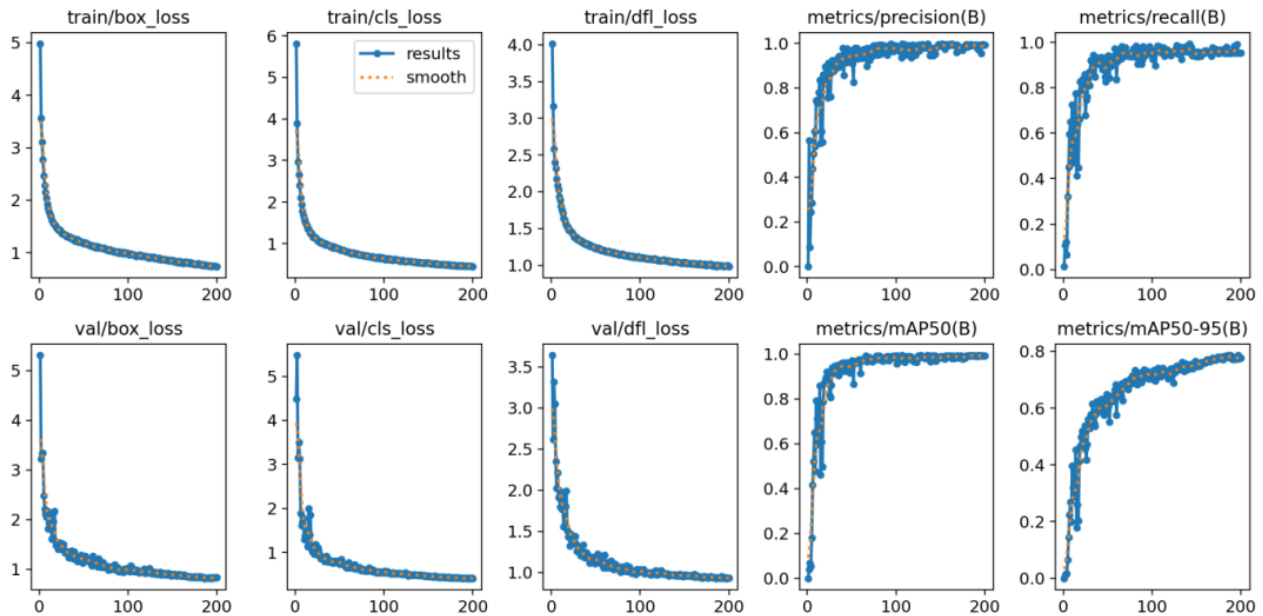 train/box_loss
train/cls_loss
train/dfl_loss
metrics/precision(B)
metrics/recall(B)
5
4
3
2
1
0 100 200
6
5
4
3
2
1
results
smooth
0 100 200
4.0
3.5
3.0
2.5
2.0
1.5
1.0
0 100 200
1.0
0.8
0.6
0.4
0.2
0.0
0 100 200
1.0
0.8
0.6
0.4
0.2
0.0
0 100 200
val/box_loss
val/cls_loss
val/dfl_loss
metrics/mAP50(B)
metrics/mAP50-95(B)
5
4
3
2
1
0 100 200
5
4
3
2
1
0 100 200
3.5
3.0
2.5
2.0
1.5
1.0
0 100 200
1.0
0.8
0.6
0.4
0.2
0.0
0 100 200
0.8
0.6
0.4
0.2
0.0
0 100 200